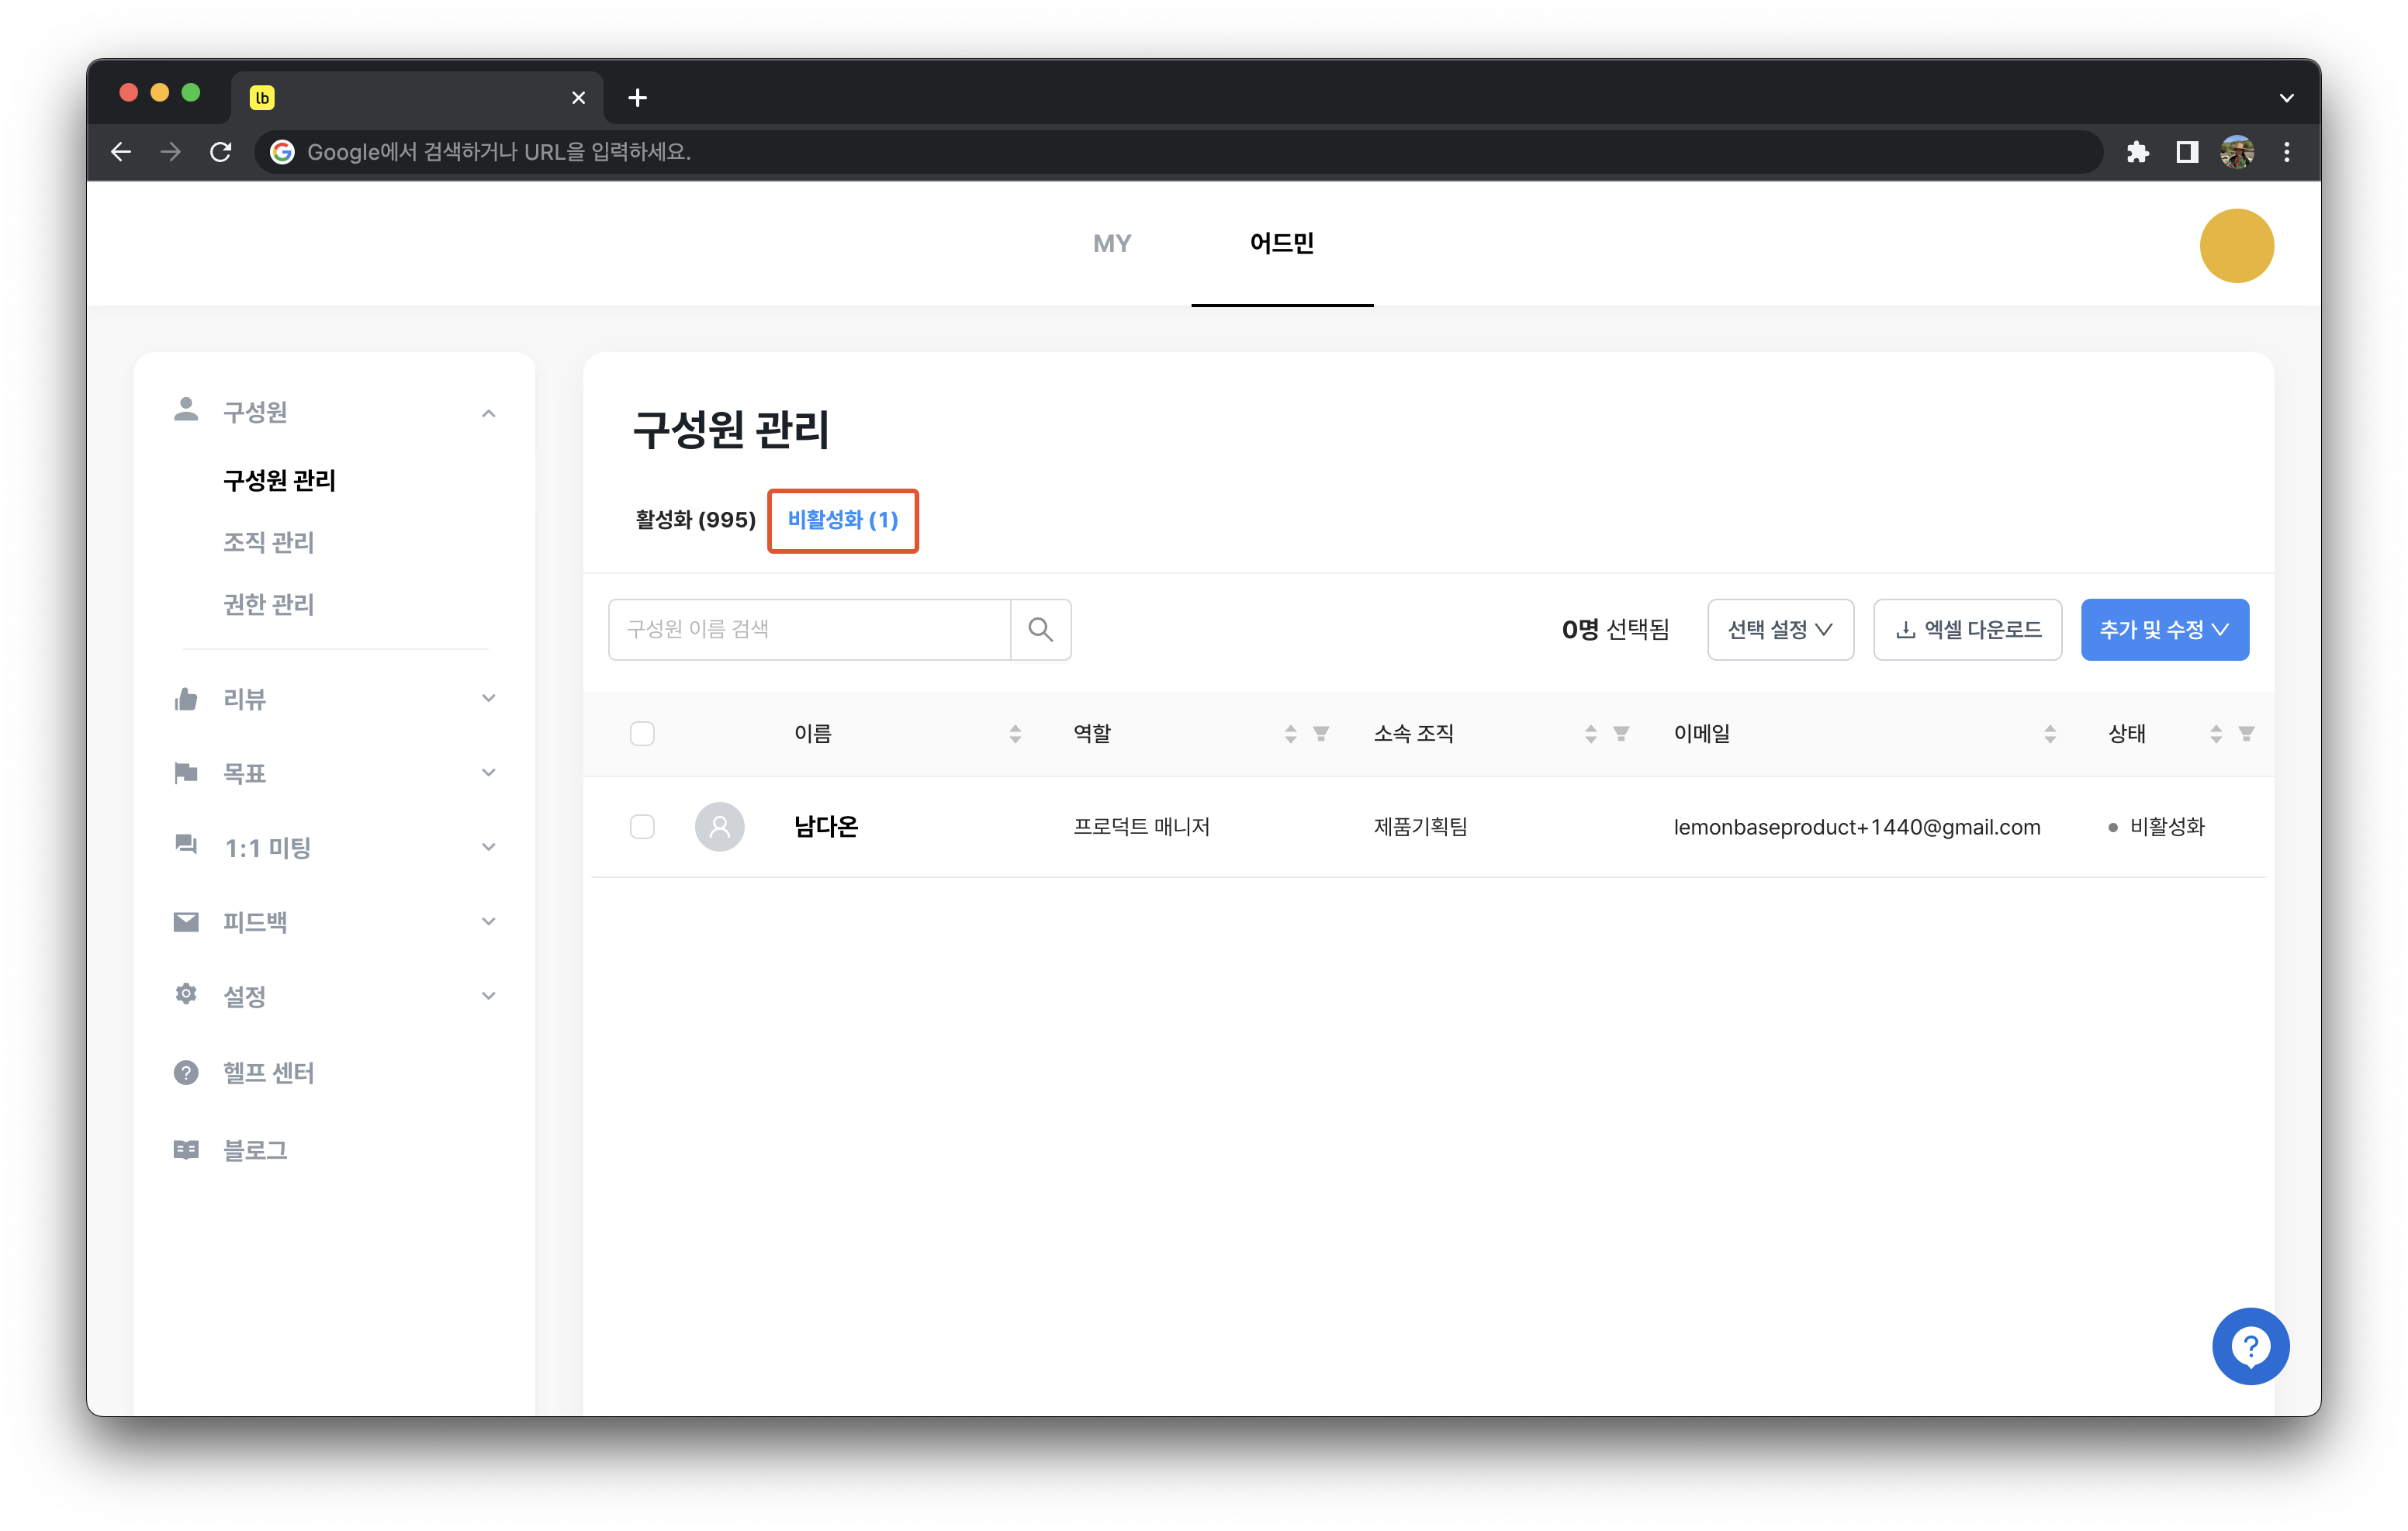 lb
Google에서 검색하거나 URL을 입력하세요.
MY 어드민
구성원
구성원 관리
조직 관리
권한 관리
리뷰
목표
1:1 미팅
피드백
설정
헬프 센터
블로그
구성원 관리
활성화 (995) 비활성화 (1)
구성원 이름 검색 0명 선택됨 선택 설정 엑셀 다운로드 추가 및 수정
이름 역할 소속 조직 이메일 상태
남다온 프로덕트 매니저 제품기획팀 lemonbaseproduct+1440@gmail.com 비활성화
?